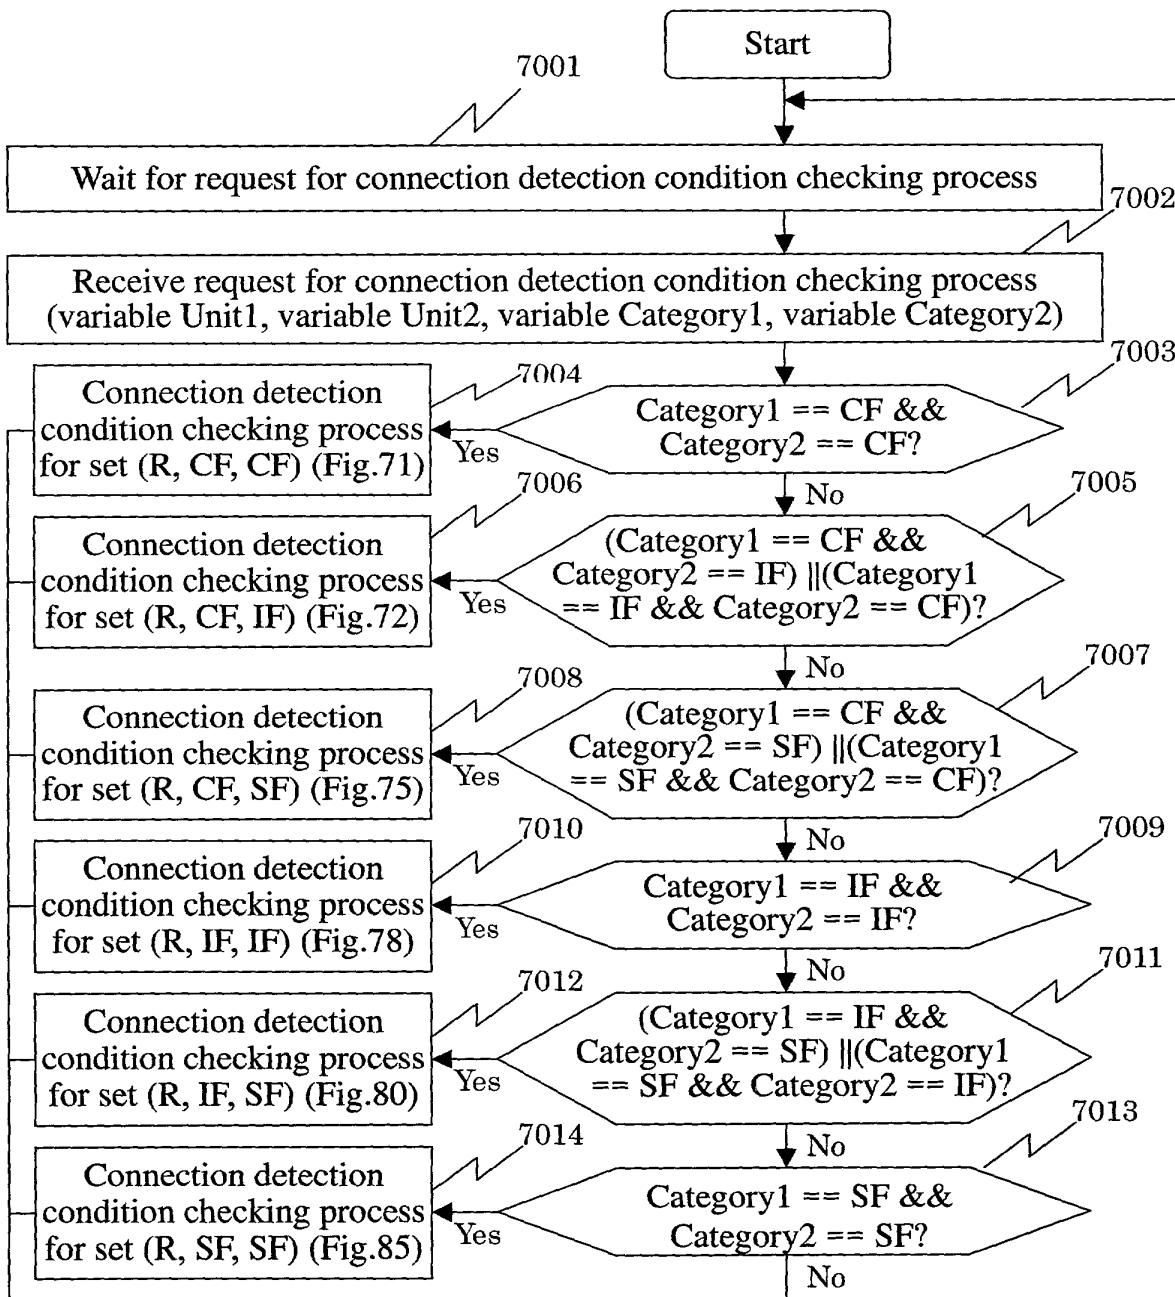 Start
7001
Wait for request for connection detection condition checking process
7002
Receive request for connection detection condition checking process
(variable Unit1, variable Unit2, variable Category1, variable Category2)
7003
7004
Connection detection
condition checking process
for set (R, CF, CF) (Fig.71)
Yes
Category1 == CF &&
Category2 == CF?
No
7005
7006
Connection detection
condition checking process
for set (R, CF, IF) (Fig.72)
Yes
(Category1 == CF &&
Category2 == IF) ||(Category1
== IF && Category2 == CF)?
No
7007
7008
Connection detection
condition checking process
for set (R, CF, SF) (Fig.75)
Yes
(Category1 == CF &&
Category2 == SF) ||(Category1
== SF && Category2 == CF)?
No
7009
7010
Connection detection
condition checking process
for set (R, IF, IF) (Fig.78)
Yes
Category1 == IF &&
Category2 == IF?
No
7011
7012
Connection detection
condition checking process
for set (R, IF, SF) (Fig.80)
Yes
(Category1 == IF &&
Category2 == SF) ||(Category1
== SF && Category2 == IF)?
No
7013
7014
Connection detection
condition checking process
for set (R, SF, SF) (Fig.85)
Yes
Category1 == SF &&
Category2 == SF?
No